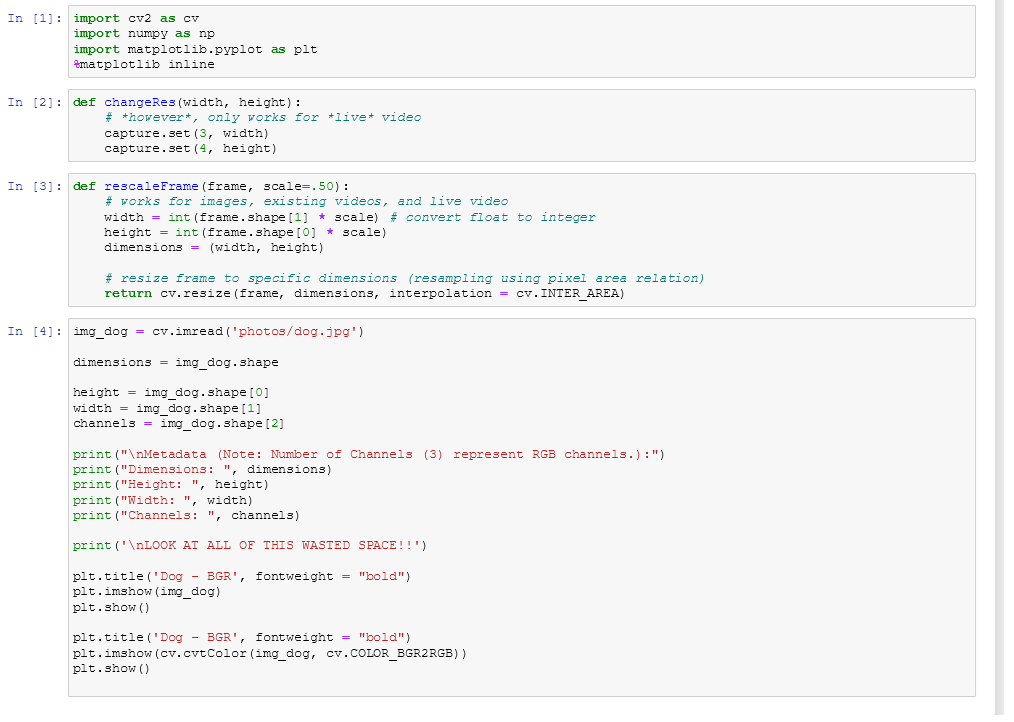 In [1]: import cv2 as cv
import numpy as np
import matplotlib.pyplot as plt
%matplotlib inline
In [2]: def changeRes(width, height):
    # *however*, only works for *live* video
    capture.set(3, width)
    capture.set(4, height)
In [3]: def rescaleFrame(frame, scale=.50):
    # works for images, existing videos, and live video
    width = int(frame.shape[1] * scale) # convert float to integer
    height = int(frame.shape[0] * scale)
    dimensions = (width, height)
    # resize frame to specific dimensions (resampling using pixel area relation)
    return cv.resize(frame, dimensions, interpolation = cv.INTER_AREA)
In [4]: img_dog = cv.imread('photos/dog.jpg')
dimensions = img_dog.shape
height = img_dog.shape[0]
width = img_dog.shape[1]
channels = img_dog.shape[2]
print("\nMetadata (Note: Number of Channels (3) represent RGB channels.):")
print("Dimensions: ", dimensions)
print("Height: ", height)
print("Width: ", width)
print("Channels: ", channels)
print('\nLOOK AT ALL OF THIS WASTED SPACE!!')
plt.title('Dog - BGR', fontweight = "bold")
plt.imshow(img_dog)
plt.show()
plt.title('Dog - BGR', fontweight = "bold")
plt.imshow(cv.cvtColor(img_dog, cv.COLOR_BGR2RGB))
plt.show()